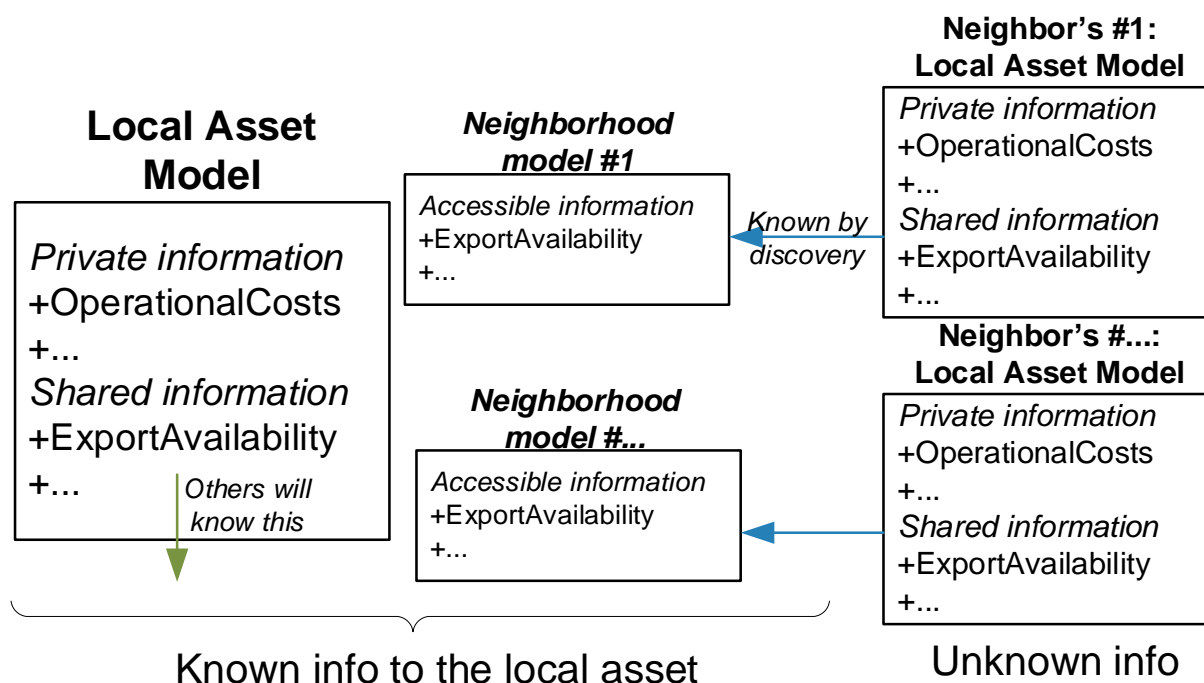 Local Asset
Model
Private information
+OperationalCosts
+...
Shared information
+ExportAvailability
+...
Others will
know this
Neighborhood
model #1
Accessible information
+ExportAvailability
+...
Known by
discovery
Neighborhood
model #...
Accessible information
+ExportAvailability
+...
Neighbor’s #1:
Local Asset Model
Private information
+OperationalCosts
+...
Shared information
+ExportAvailability
+...
Neighbor’s #...:
Local Asset Model
Private information
+OperationalCosts
+...
Shared information
+ExportAvailability
+...
Known info to the local asset
Unknown info